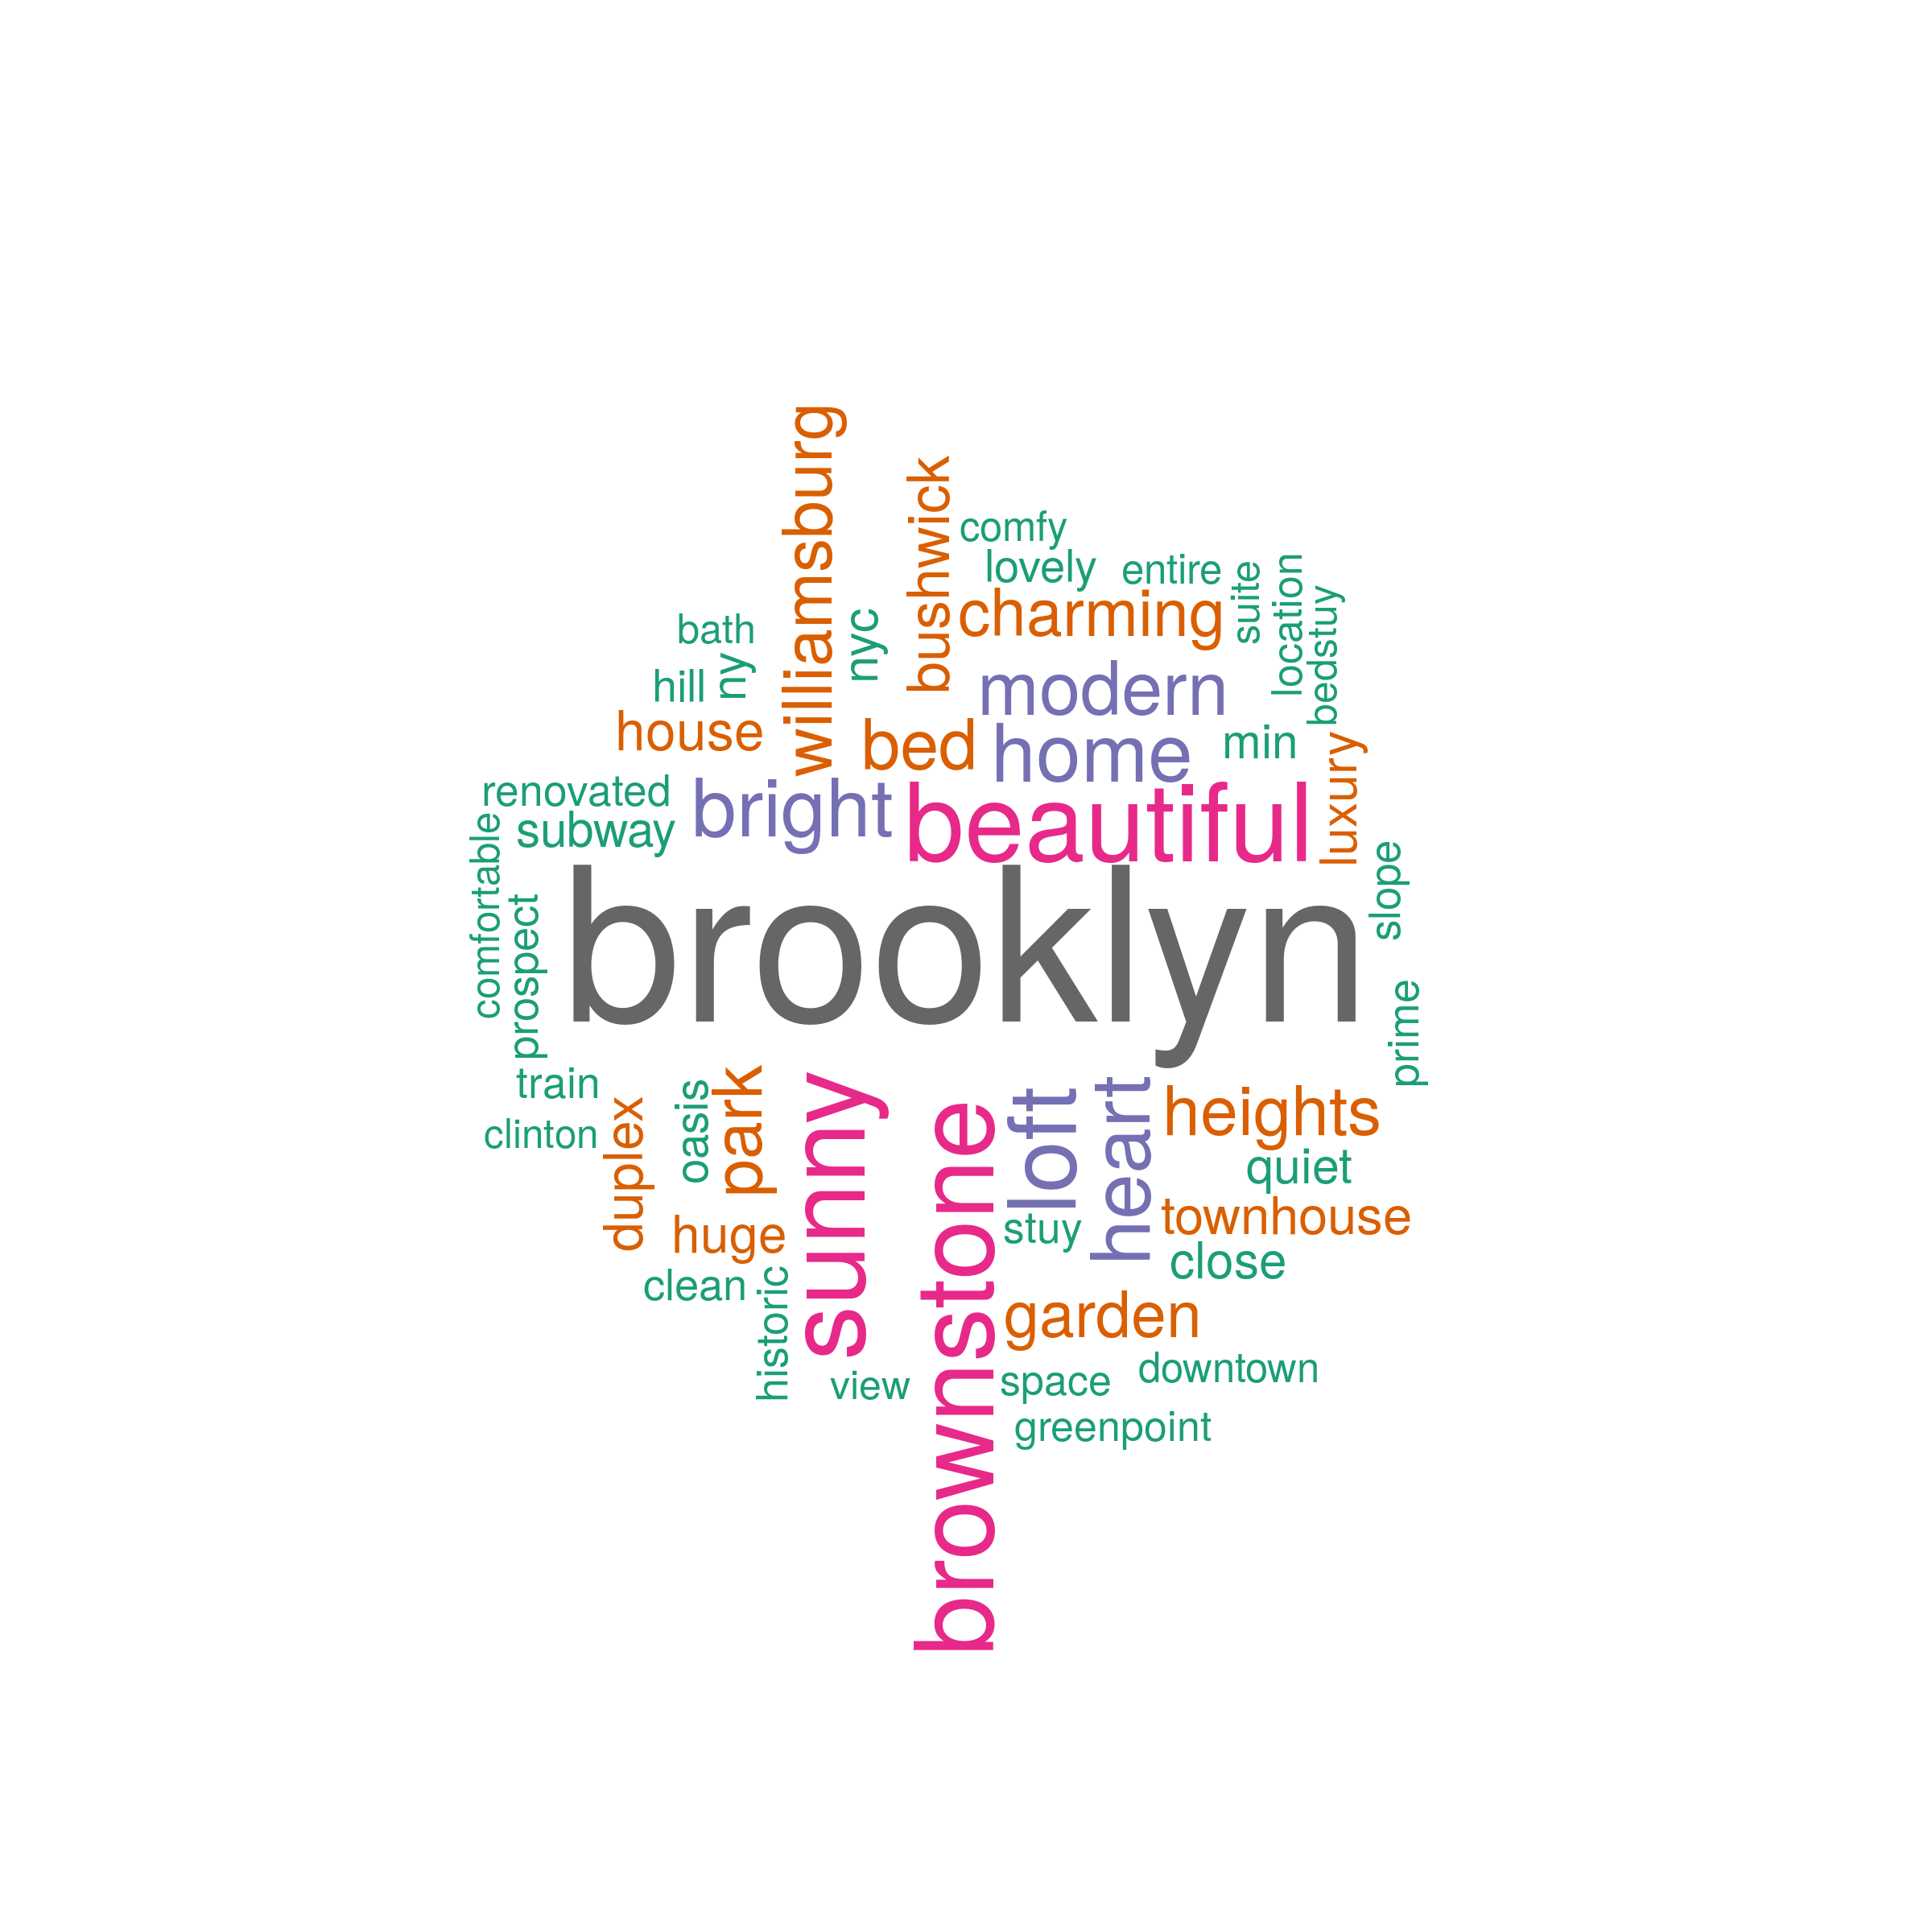 williamsburg
bushwick
comfy
lovely
entire
suite
location
bedstuy
charming
bath
nyc
ny
hill
modern
house
bed
home
min
luxury
renovated
bright
beautiful
subway
comfortable
slope
prospect
brooklyn
prime
train
clinton
duplex
oasis
park
sunny
brownstone
loft
heart
heights
quiet
stuy
townhouse
huge
close
clean
historic
garden
view
space
downtown
greenpoint